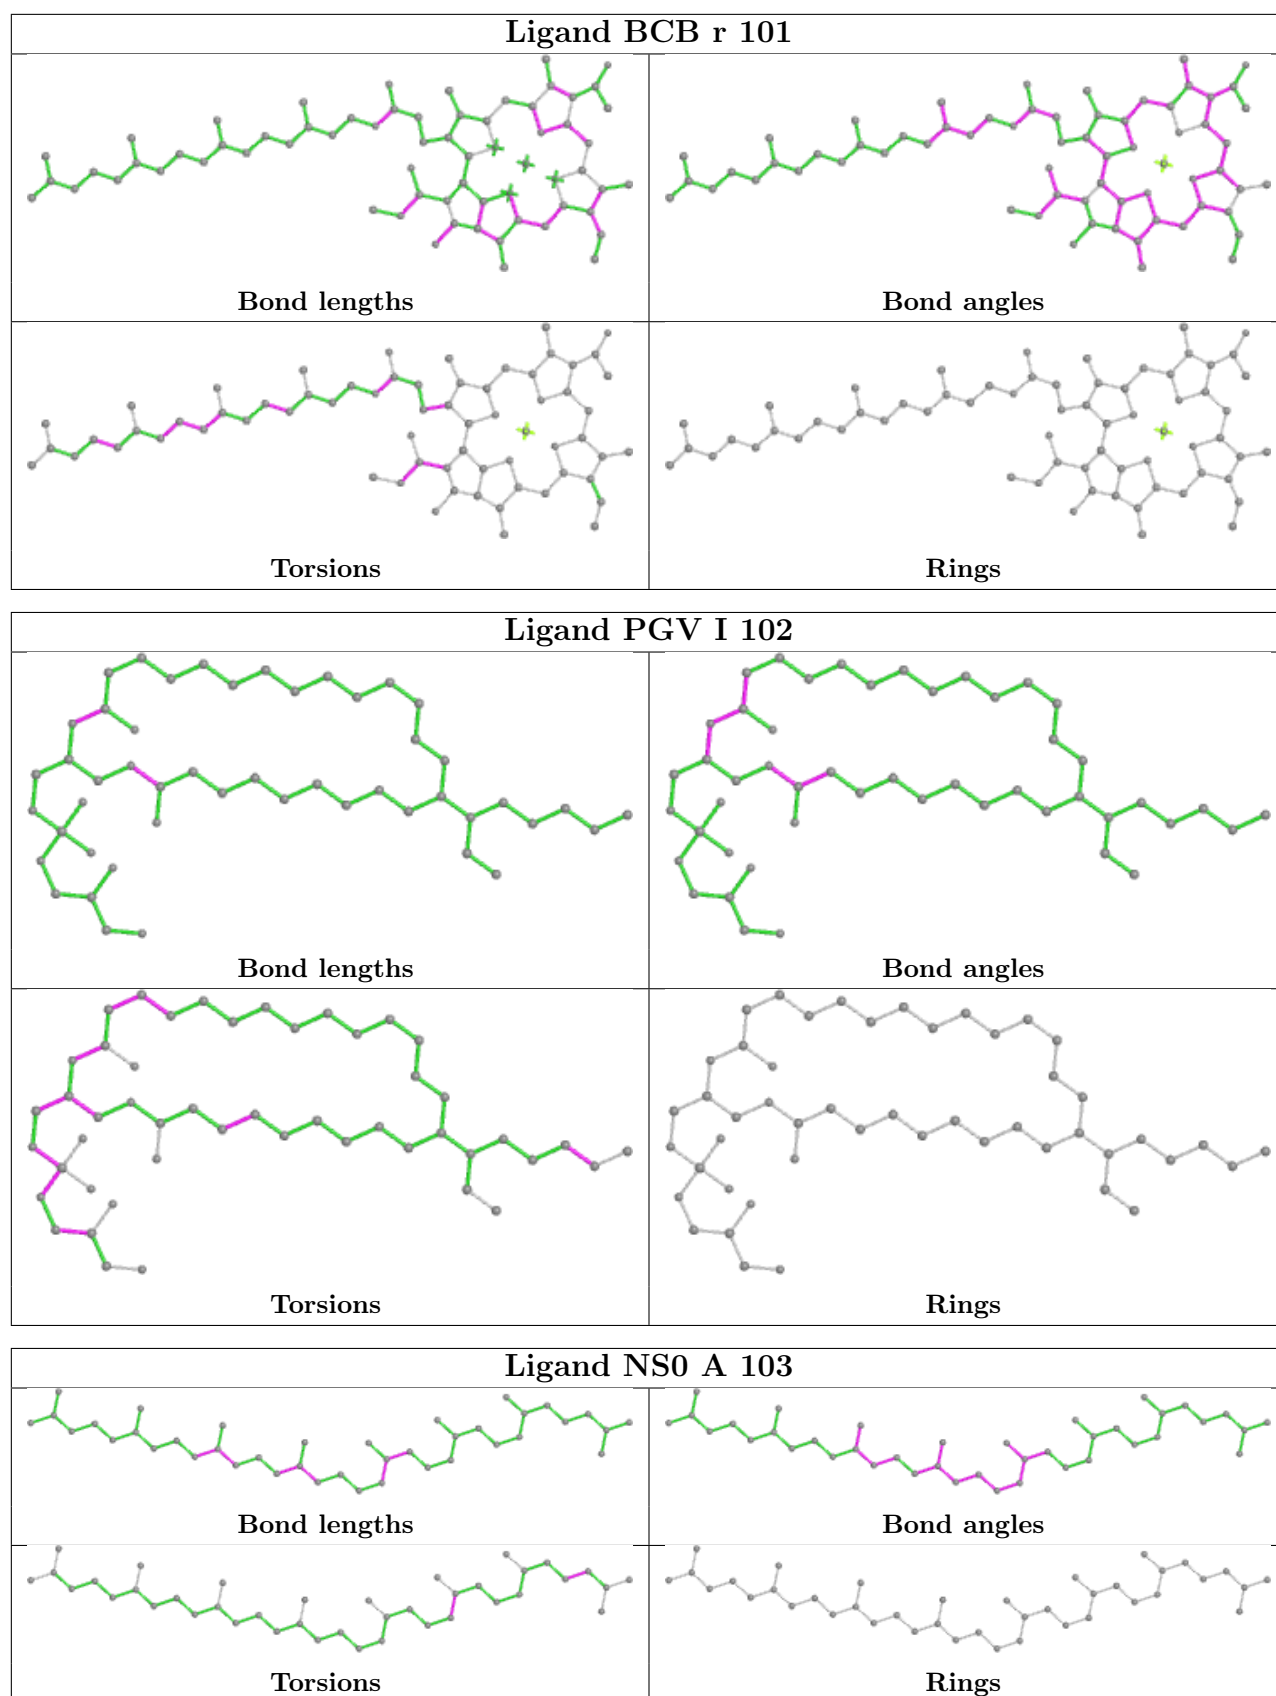 Ligand BCB r 101
Bond lengths
Bond angles
Torsions
Rings
Ligand PGV I 102
Bond lengths
Bond angles
Torsions
Rings
Ligand NS0 A 103
Bond lengths
Bond angles
Torsions
Rings